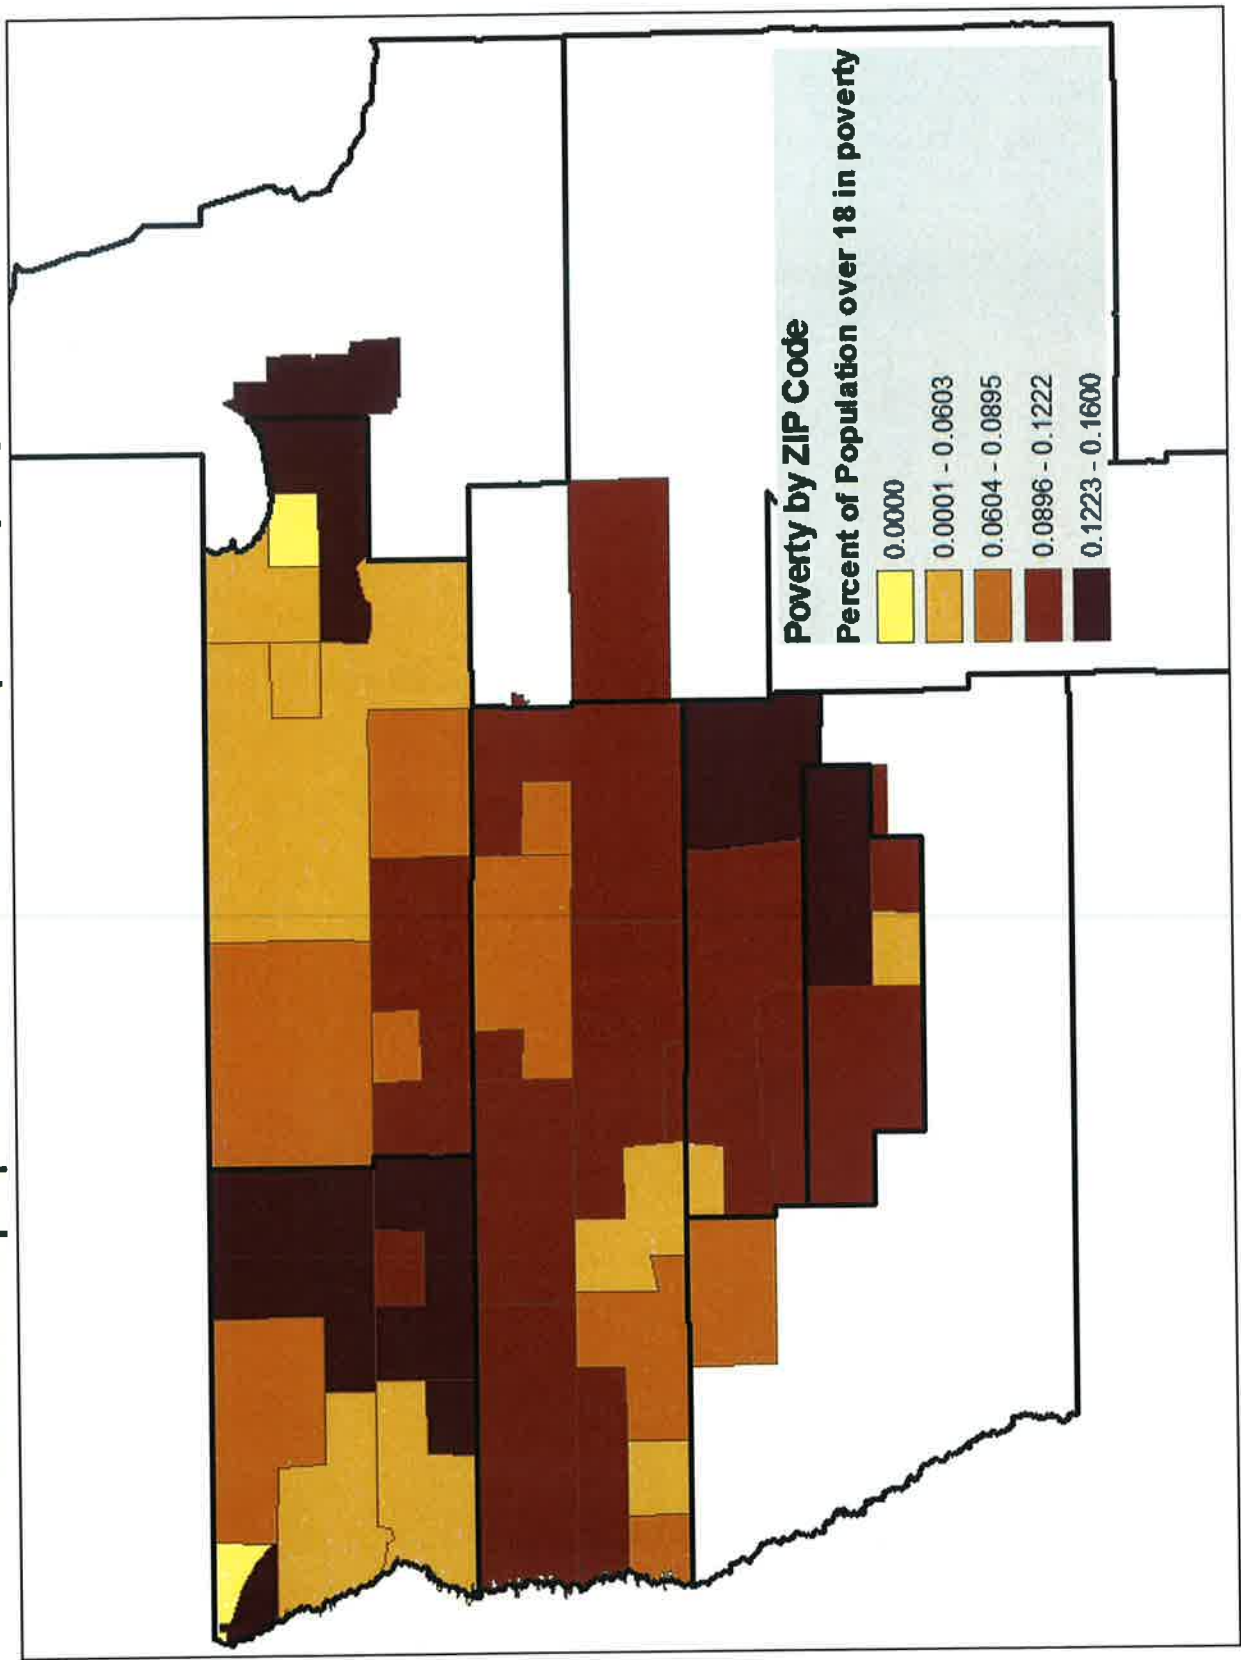 Poverty by ZIP Code
Percent of Population over 18 in poverty
0.0000
0.0001 - 0.0603
0.0604 - 0.0895
0.0896 - 0.1222
0.1223 - 0.1600